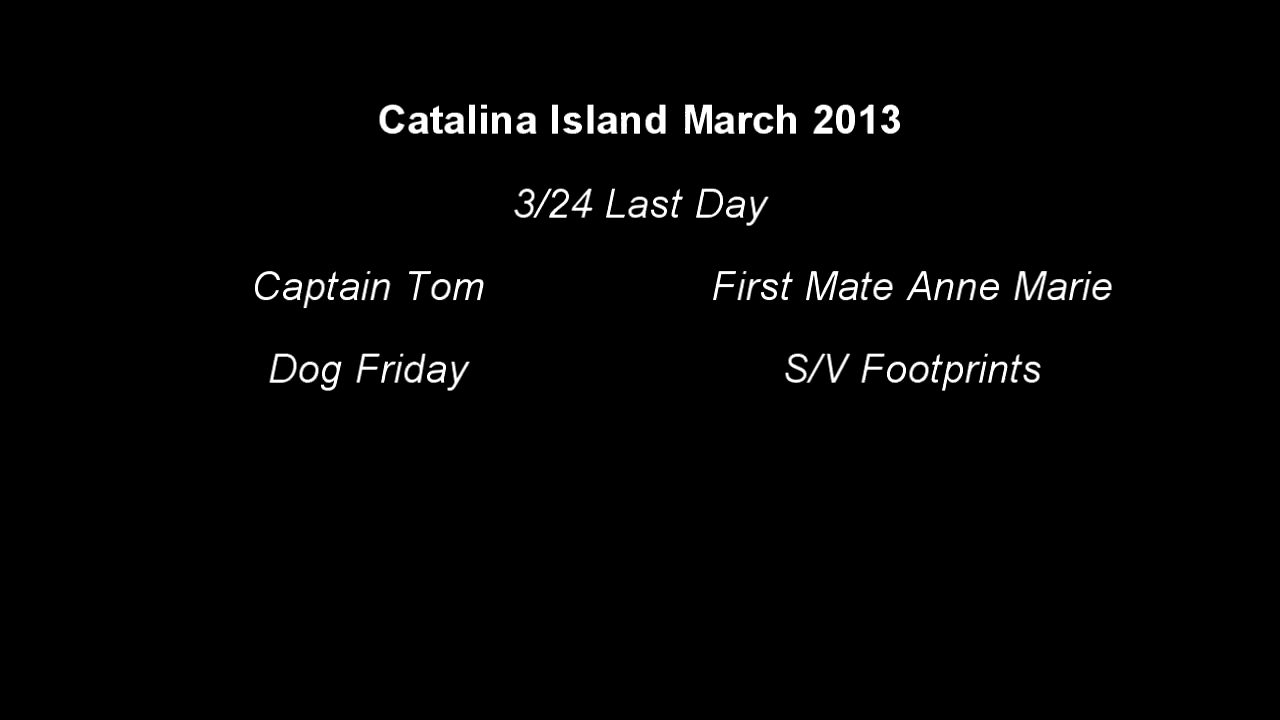 Catalina Island March 2013
3/24 Last Day
Captain Tom First Mate Anne Marie
Dog Friday S/V Footprints